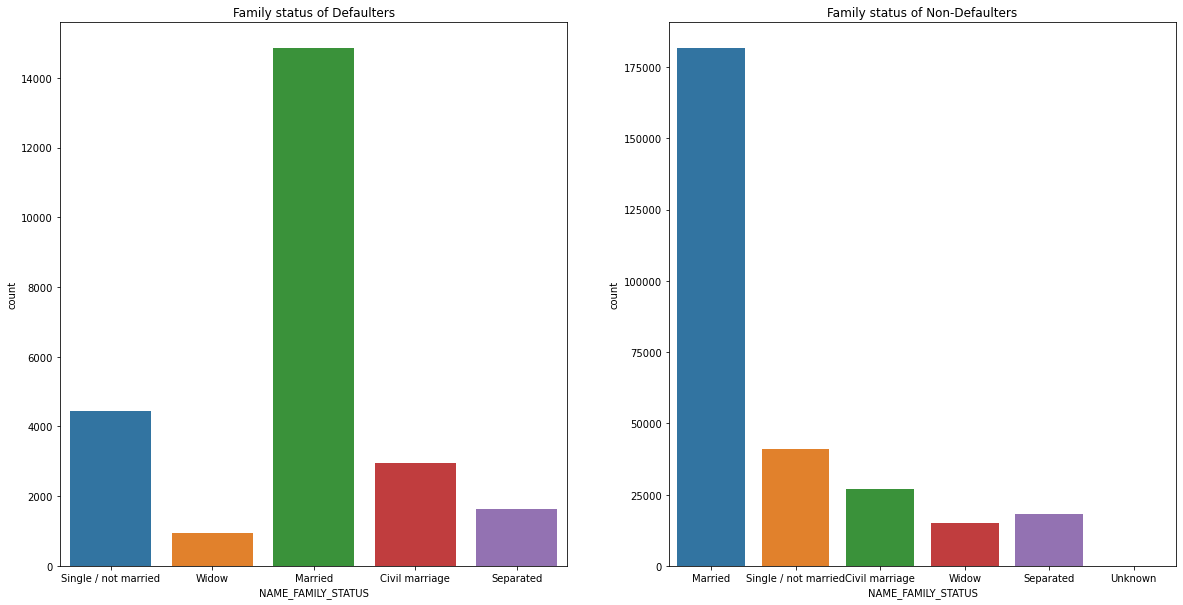 Family status of Defaulters
14000
12000
10000
8000
6000
4000
2000
0
count
Single / not married Widow Married Civil marriage Separated
NAME_FAMILY_STATUS
Family status of Non-Defaulters
175000
150000
125000
100000
75000
50000
25000
0
count
Married Single / not married Civil marriage Widow Separated Unknown
NAME_FAMILY_STATUS